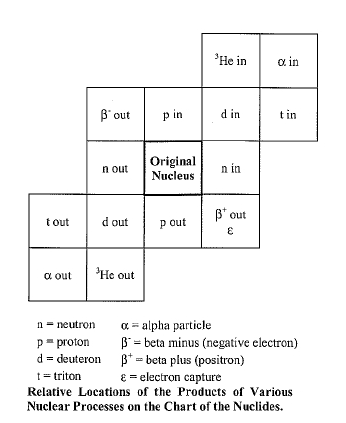 ³He in α in
β⁻ out p in d in t in
n out Original Nucleus n in
t out d out p out β⁺ out ε
α out ³He out
n = neutron α = alpha particle
p = proton β⁻ = beta minus (negative electron)
d = deuteron β⁺ = beta plus (positron)
t = triton ε = electron capture
Relative Locations of the Products of Various
Nuclear Processes on the Chart of the Nuclides.